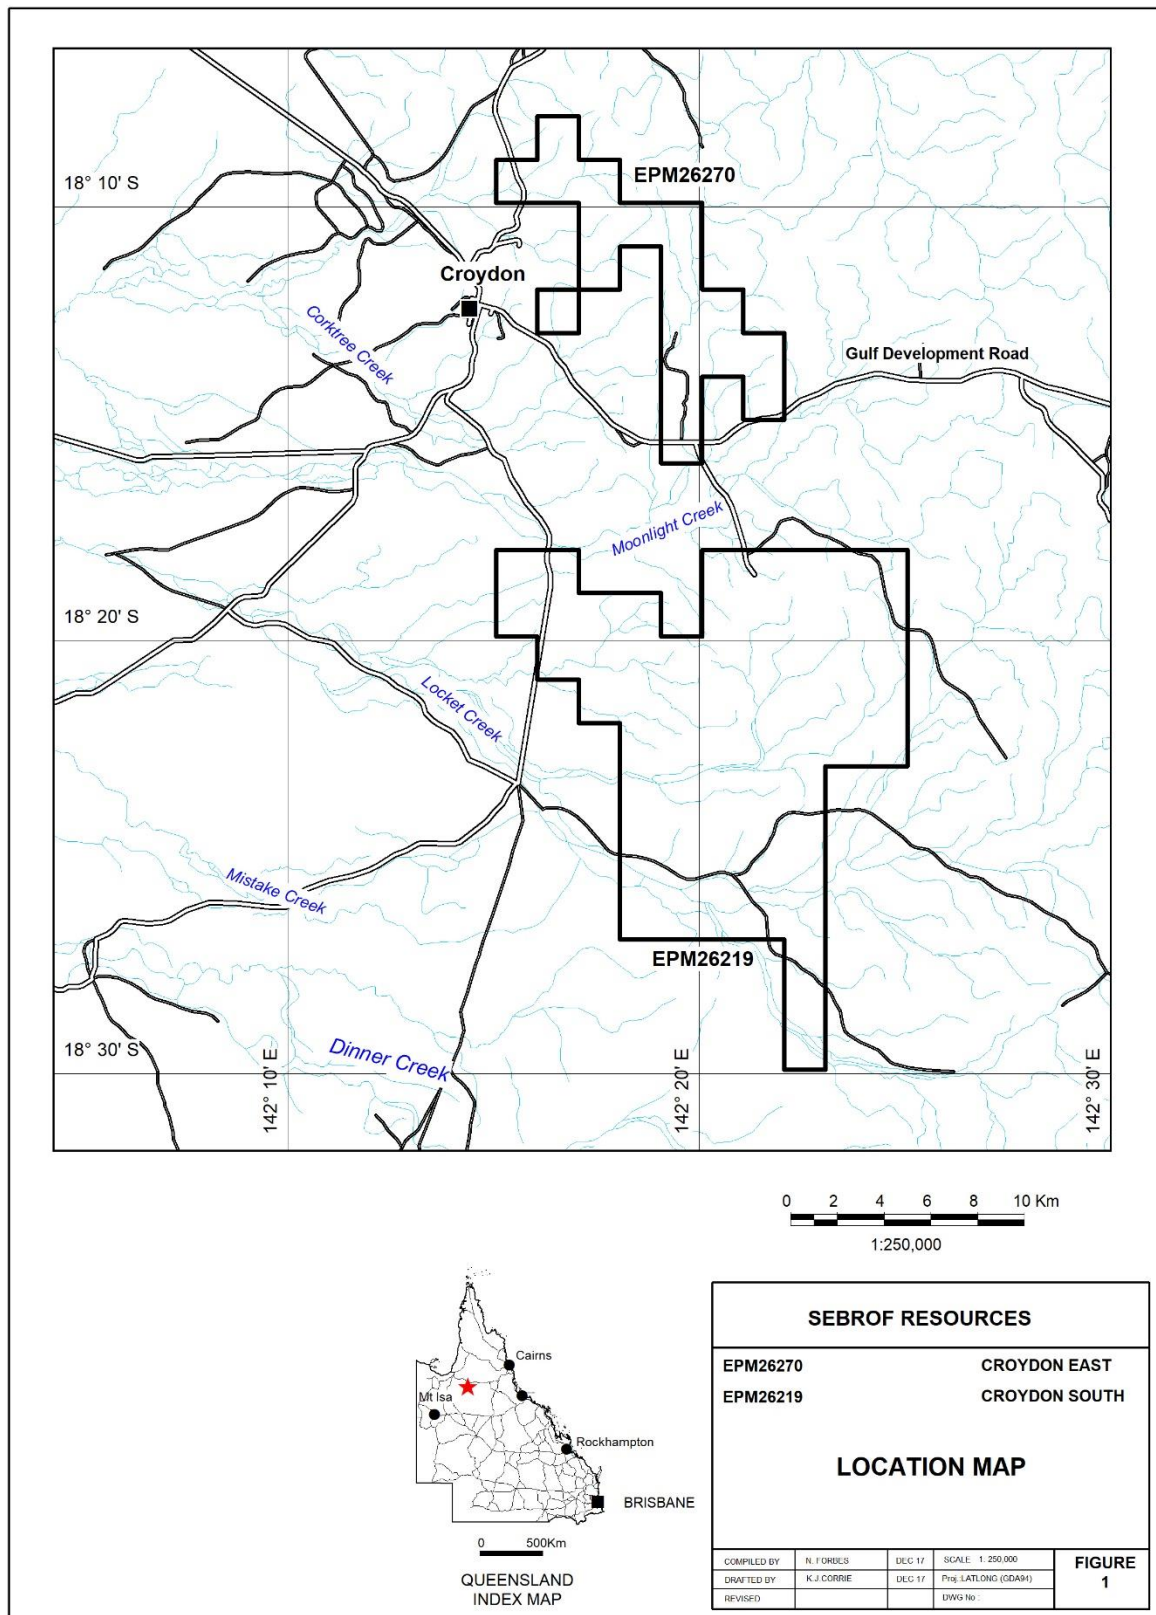 18° 10' S
EPM26270
Croydon
Corktree Creek
Gulf Development Road
Moonlight Creek
18° 20' S
Locket Creek
Mistake Creek
EPM26219
18° 30' S
Dinner Creek
142° 10' E
142° 20' E
142° 30' E
0 2 4 6 8 10 Km
1:250,000
Cairns
Mt Isa
Rockhampton
BRISBANE
0 500Km
QUEENSLAND
INDEX MAP
SEBROF RESOURCES
EPM26270 CROYDON EAST
EPM26219 CROYDON SOUTH
LOCATION MAP
COMPILED BY N. FORBES DEC 17 SCALE 1. 250,000
DRAFTED BY K.J.CORRIE DEC 17 Proj.:LATLONG (GDA94)
REVISED DWG No :
FIGURE
1